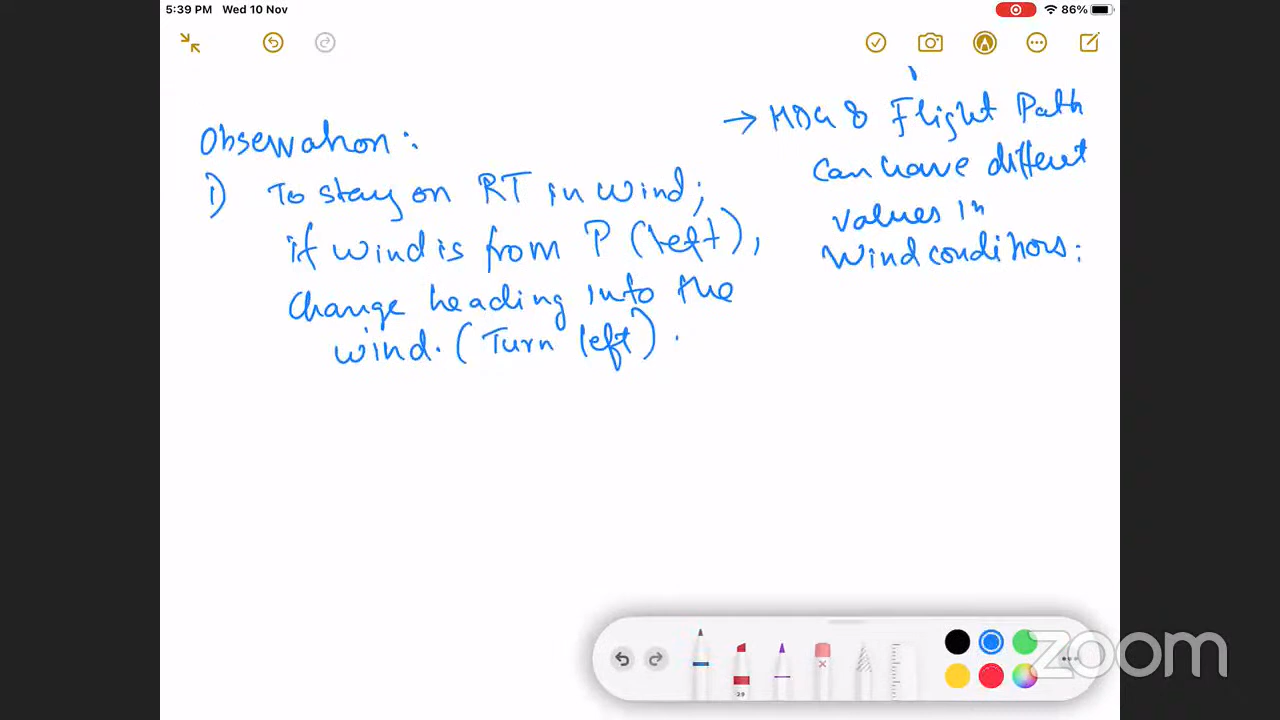 5:39 PM Wed 10 Nov
86%
Observation:
1) To stay on RT in wind;
if wind is from P (left),
change heading into the
wind. (Turn left).
→ HDG & Flight Path
can have different
values in
wind conditions:
29
zoom